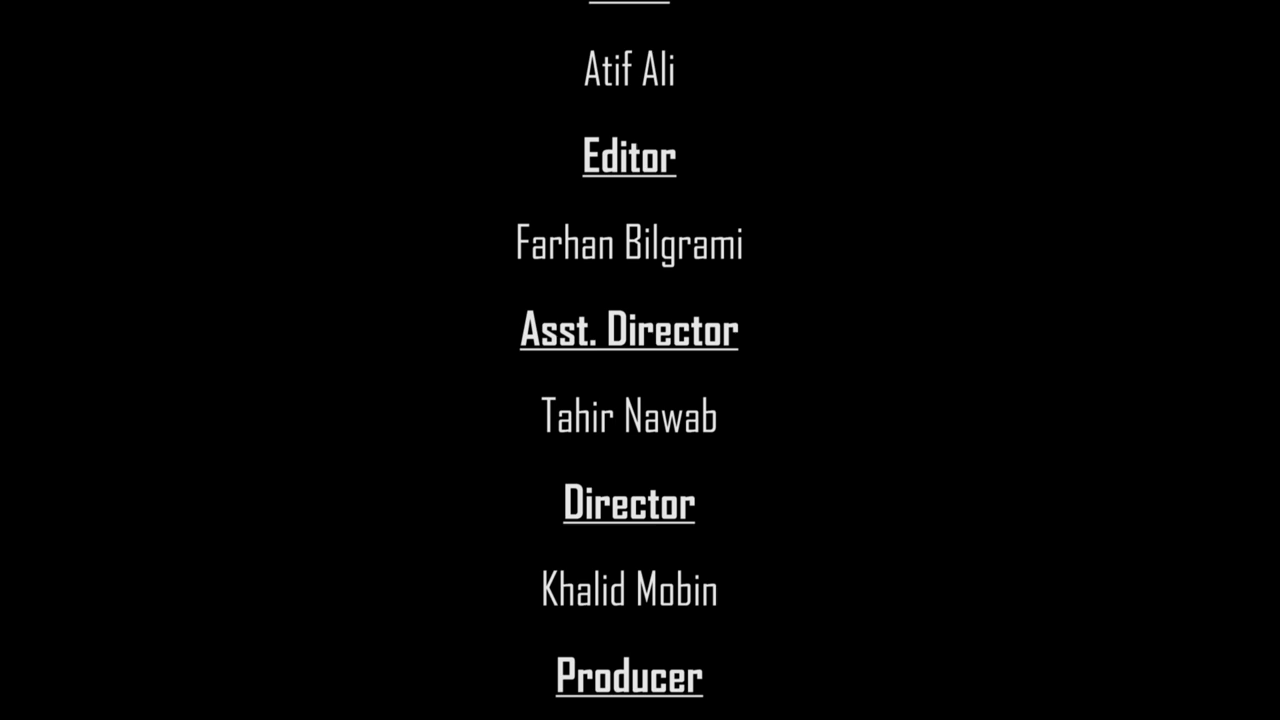 Atif Ali
Editor
Farhan Bilgrami
Asst. Director
Tahir Nawab
Director
Khalid Mobin
Producer